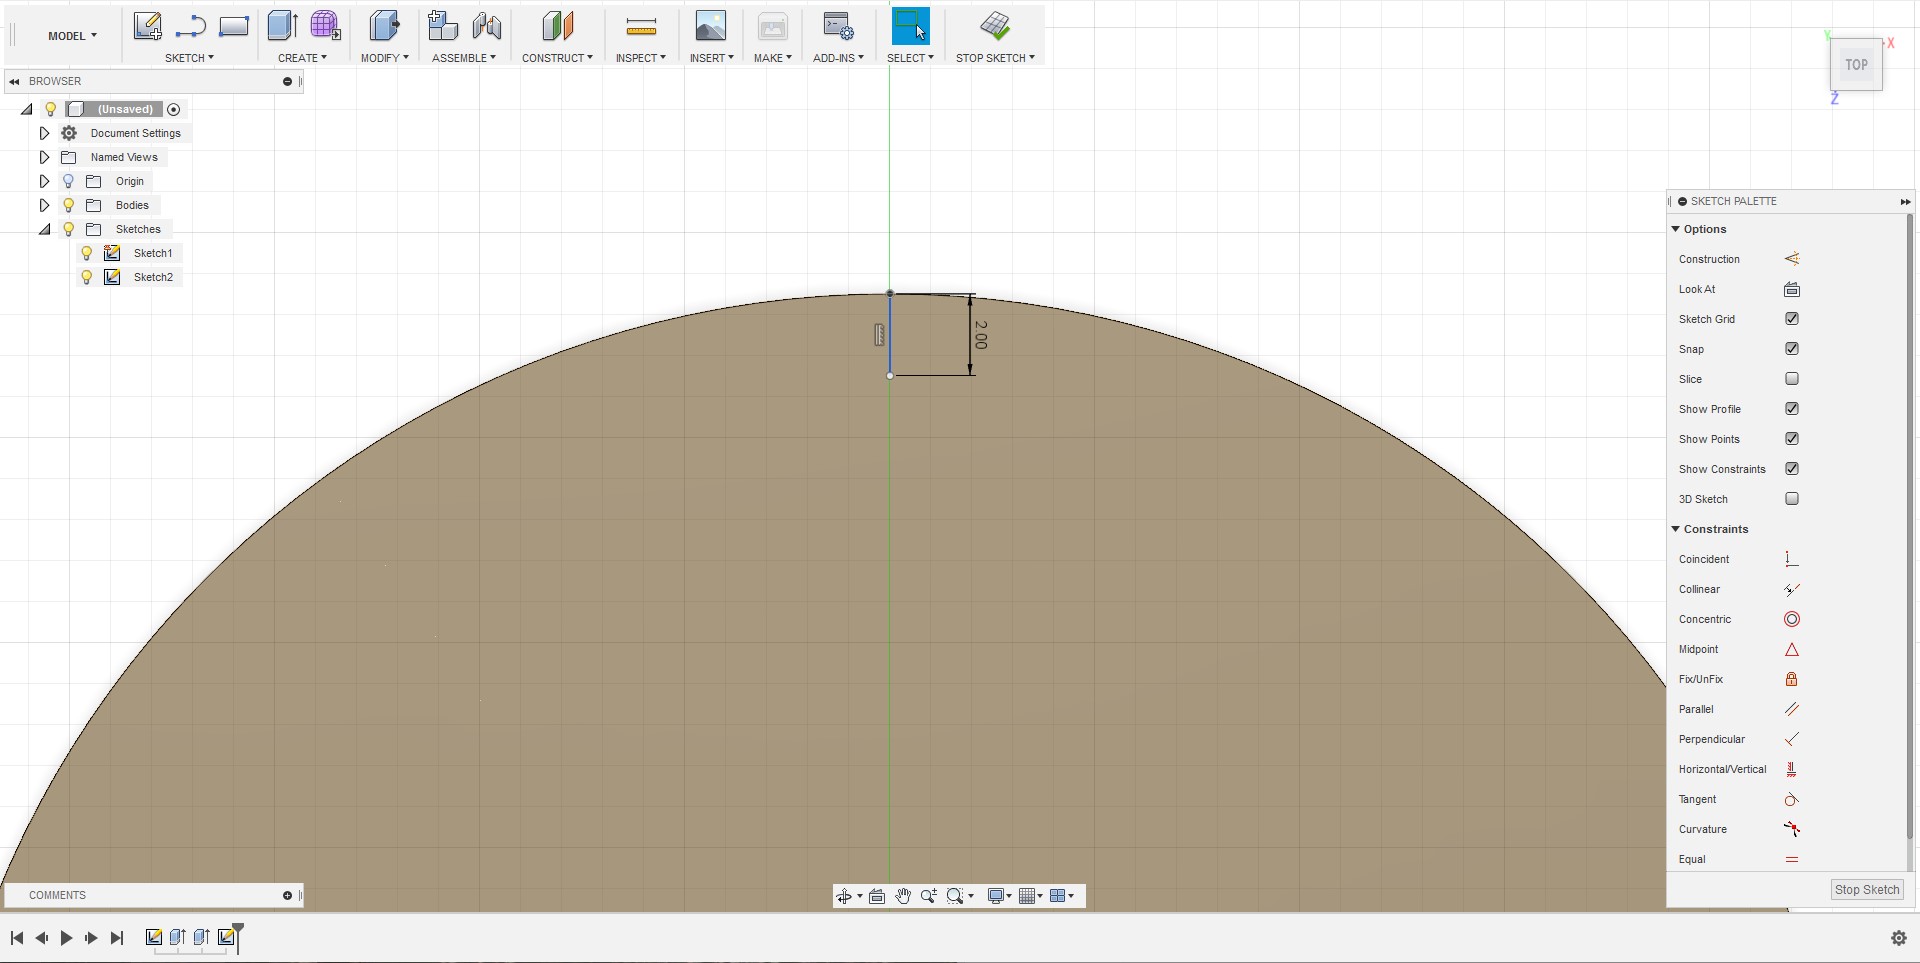 MODEL
SKETCH
CREATE
MODIFY
ASSEMBLE
CONSTRUCT
INSPECT
INSERT
MAKE
ADD-INS
SELECT
STOP SKETCH
Y
X
TOP
Z
BROWSER
(Unsaved)
Document Settings
Named Views
Origin
Bodies
Sketches
Sketch1
Sketch2
2.00
SKETCH PALETTE
Options
Construction
Look At
Sketch Grid
Snap
Slice
Show Profile
Show Points
Show Constraints
3D Sketch
Constraints
Coincident
Collinear
Concentric
Midpoint
Fix/UnFix
Parallel
Perpendicular
Horizontal/Vertical
Tangent
Curvature
Equal
Stop Sketch
COMMENTS